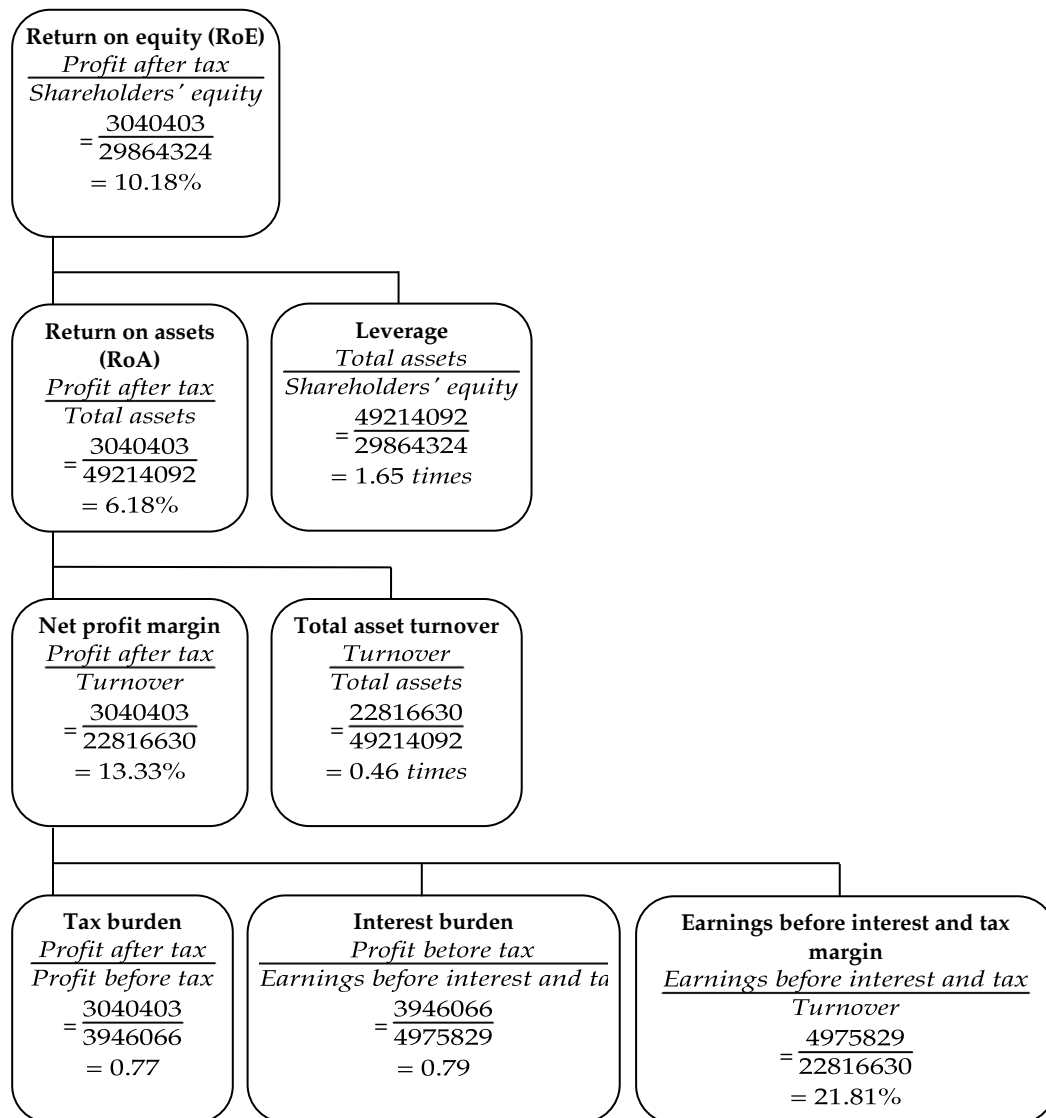 Return on equity (RoE)
Profit after tax
Shareholders' equity
= 3040403
29864324
= 10.18%
Return on assets
(RoA)
Profit after tax
Total assets
= 3040403
49214092
= 6.18%
Leverage
Total assets
Shareholders' equity
= 49214092
29864324
= 1.65 times
Net profit margin
Profit after tax
Turnover
= 3040403
22816630
= 13.33%
Total asset turnover
Turnover
Total assets
= 22816630
49214092
= 0.46 times
Tax burden
Profit after tax
Profit before tax
= 3040403
3946066
= 0.77
Interest burden
Profit before tax
Earnings before interest and ta
= 3946066
4975829
= 0.79
Earnings before interest and tax
margin
Earnings before interest and tax
Turnover
= 4975829
22816630
= 21.81%